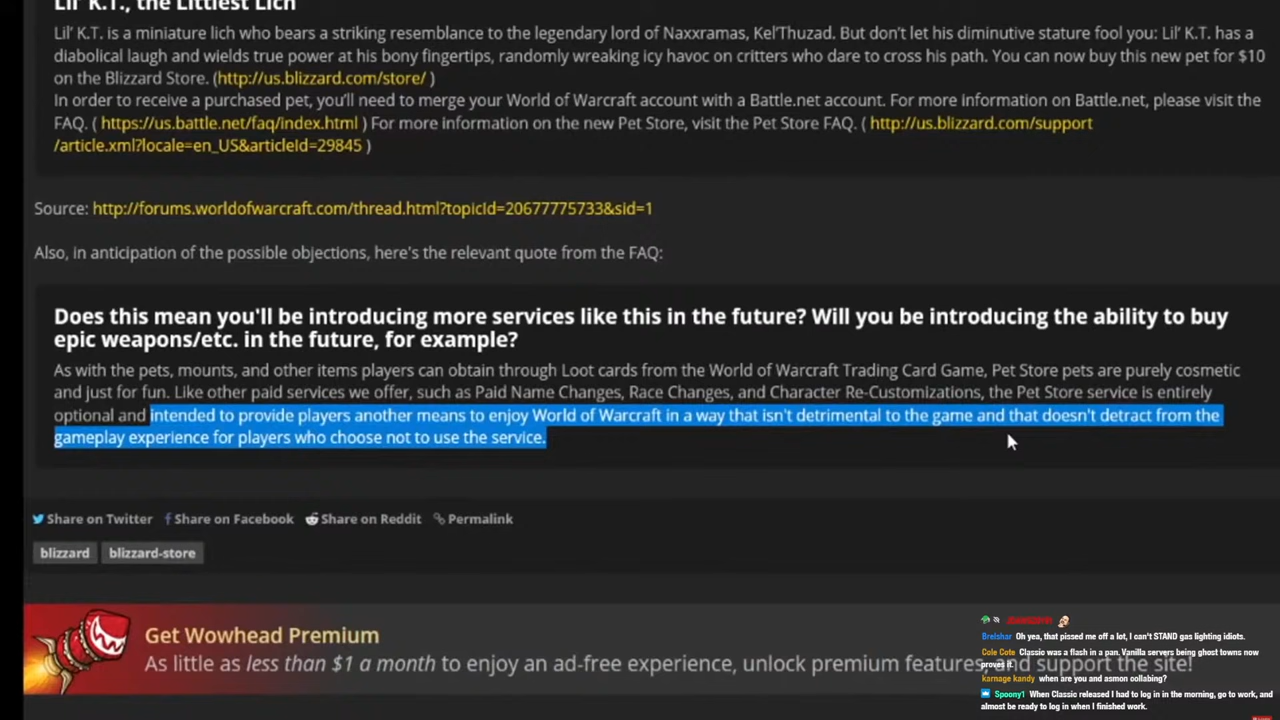 Lil' K.T., the Littlest Lich
Lil' K.T. is a miniature lich who bears a striking resemblance to the legendary lord of Naxxramas, Kel'Thuzad. But don't let his diminutive stature fool you: Lil' K.T. has a
diabolical laugh and wields true power at his bony fingertips, randomly wreaking icy havoc on critters who dare to cross his path. You can now buy this new pet for $10
on the Blizzard Store. (http://us.blizzard.com/store/ )
In order to receive a purchased pet, you'll need to merge your World of Warcraft account with a Battle.net account. For more information on Battle.net, please visit the
FAQ. ( https://us.battle.net/faq/index.html ) For more information on the new Pet Store, visit the Pet Store FAQ. ( http://us.blizzard.com/support
/article.xml?locale=en_US&articleId=29845 )
Source: http://forums.worldofwarcraft.com/thread.html?topicId=20677775733&sid=1
Also, in anticipation of the possible objections, here's the relevant quote from the FAQ:
Does this mean you'll be introducing more services like this in the future? Will you be introducing the ability to buy
epic weapons/etc. in the future, for example?
As with the pets, mounts, and other items players can obtain through Loot cards from the World of Warcraft Trading Card Game, Pet Store pets are purely cosmetic
and just for fun. Like other paid services we offer, such as Paid Name Changes, Race Changes, and Character Re-Customizations, the Pet Store service is entirely
optional and intended to provide players another means to enjoy World of Warcraft in a way that isn't detrimental to the game and that doesn't detract from the
gameplay experience for players who choose not to use the service.
Share on Twitter Share on Facebook Share on Reddit Permalink
blizzard blizzard-store
Get Wowhead Premium
As little as less than $1 a month to enjoy an ad-free experience, unlock premium features, and support the site!
Brelshar Oh yea, that pissed me off a lot, I can't STAND gas lighting idiots.
Cole Cote Classic was a flash in a pan. Vanilla servers being ghost towns now
proves it.
karnage kandy when are you and asmon collabing?
Spoony1 When Classic released I had to log in in the morning, go to work, and
almost be ready to log in when I finished work.